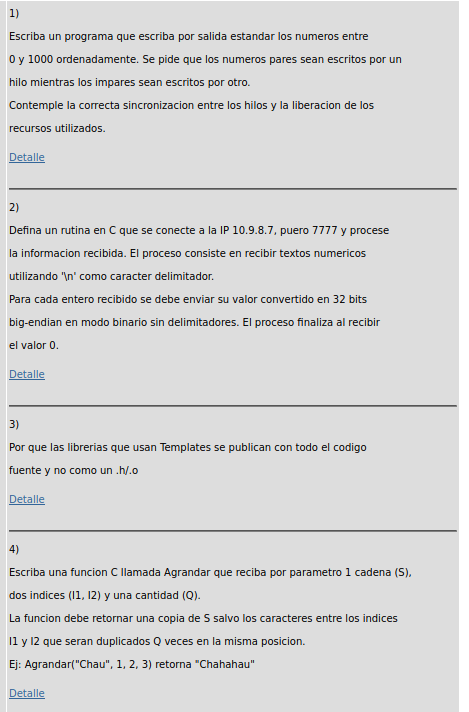 1)
Escriba un programa que escriba por salida estandar los numeros entre
0 y 1000 ordenadamente. Se pide que los numeros pares sean escritos por un
hilo mientras los impares sean escritos por otro.
Contemple la correcta sincronizacion entre los hilos y la liberacion de los
recursos utilizados.
Detalle
2)
Defina un rutina en C que se conecte a la IP 10.9.8.7, puero 7777 y procese
la informacion recibida. El proceso consiste en recibir textos numericos
utilizando '\n' como caracter delimitador.
Para cada entero recibido se debe enviar su valor convertido en 32 bits
big-endian en modo binario sin delimitadores. El proceso finaliza al recibir
el valor 0.
Detalle
3)
Por que las librerias que usan Templates se publican con todo el codigo
fuente y no como un .h/.o
Detalle
4)
Escriba una funcion C llamada Agrandar que reciba por parametro 1 cadena (S),
dos indices (I1, I2) y una cantidad (Q).
La funcion debe retornar una copia de S salvo los caracteres entre los indices
I1 y I2 que seran duplicados Q veces en la misma posicion.
Ej: Agrandar("Chau", 1, 2, 3) retorna "Chahahau"
Detalle